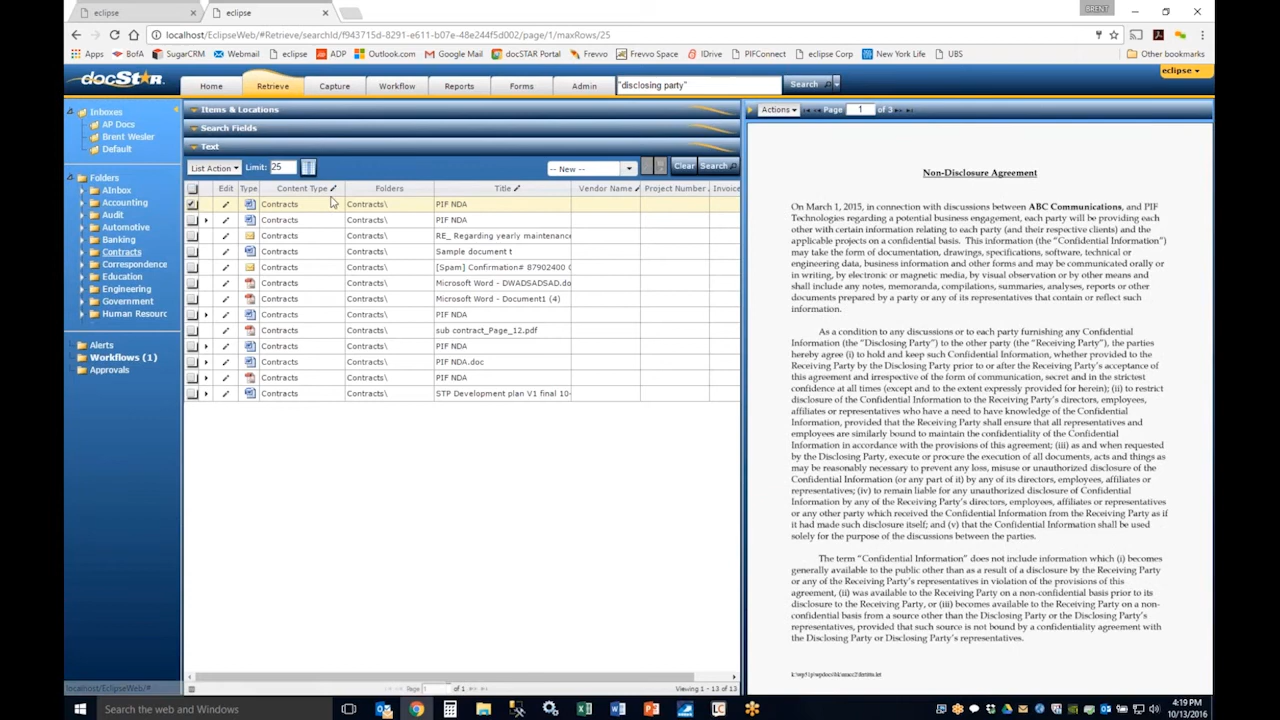 eclipse
eclipse
BRENT
localhost/EclipseWeb/#Retrieve/searchId/f943715d-8291-e611-b07e-48e244f5d002/page/1/maxRows/25
Apps BofA SugarCRM Webmail eclipse ADP Outlook.com Google Mail docSTAR Portal Frevvo Frevvo Space IDrive PIFConnect eclipse Corp New York Life UBS Other bookmarks
docSTAR
Home Retrieve Capture Workflow Reports Forms Admin "disclosing party" Search eclipse
Inboxes
AP Docs
Brent Wesler
Default
Folders
AInbox
Accounting
Audit
Automotive
Banking
Contracts
Correspondence
Education
Engineering
Government
Human Resourc
Alerts
Workflows (1)
Approvals
localhost/EclipseWeb/#
Items & Locations
Search Fields
Text
List Action Limit: 25 -- New -- Clear Search
Edit Type Content Type Folders Title Vendor Name Project Number Invoice
Contracts Contracts\ PIF NDA
Contracts Contracts\ PIF NDA
Contracts Contracts\ RE_ Regarding yearly maintenance
Contracts Contracts\ Sample document t
Contracts Contracts\ [Spam] Confirmation# 87902400 C
Contracts Contracts\ Microsoft Word - DWADSADSAD.do
Contracts Contracts\ Microsoft Word - Document1 (4)
Contracts Contracts\ PIF NDA
Contracts Contracts\ sub contract_Page_12.pdf
Contracts Contracts\ PIF NDA
Contracts Contracts\ PIF NDA.doc
Contracts Contracts\ PIF NDA
Contracts Contracts\ STP Development plan V1 final 10-
Page 1 of 1 Viewing 1 - 13 of 13
Actions Page 1 of 3
Non-Disclosure Agreement
On March 1, 2015, in connection with discussions between ABC Communications, and PIF
Technologies regarding a potential business engagement, each party will be providing each
other with certain information relating to each party (and their respective clients) and the
applicable projects on a confidential basis. This information (the "Confidential Information")
may take the form of documentation, drawings, specifications, software, technical or
engineering data, business information and other forms and may be communicated orally or
in writing, by electronic or magnetic media, by visual observation or by other means and
shall include any notes, memoranda, compilations, summaries, analyses, reports or other
documents prepared by a party or any of its representatives that contain or reflect such
information.
As a condition to any discussions or to each party furnishing any Confidential
Information (the "Disclosing Party") to the other party (the "Receiving Party"), the parties
hereby agree (i) to hold and keep such Confidential Information, whether provided to the
Receiving Party by the Disclosing Party prior to or after the Receiving Party's acceptance of
this agreement and irrespective of the form of communication, secret and in the strictest
confidence at all times (except and to the extent expressly provided for herein); (ii) to restrict
disclosure of the Confidential Information to the Receiving Party's directors, employees,
affiliates or representatives who have a need to have knowledge of the Confidential
Information, provided that the Receiving Party shall ensure that all representatives and
employees are similarly bound to maintain the confidentiality of the Confidential
Information in accordance with the provisions of this agreement; (iii) as and when requested
by the Disclosing Party, execute or procure the execution of all documents, acts and things as
may be reasonably necessary to prevent any loss, misuse or unauthorized disclosure of the
Confidential Information (or any part of it) by any of its directors, employees, affiliates or
representatives; (iv) to remain liable for any unauthorized disclosure of Confidential
Information by any of the Receiving Party's directors, employees, affiliates or representatives
or any other party which received the Confidential Information from the Receiving Party as if
it had made such disclosure itself; and (v) that the Confidential Information shall be used
solely for the purpose of the discussions between the parties.
The term "Confidential Information" does not include information which (i) becomes
generally available to the public other than as a result of a disclosure by the Receiving Party
or any of the Receiving Party's representatives in violation of the provisions of this
agreement, (ii) was available to the Receiving Party on a non-confidential basis prior to its
disclosure to the Receiving Party, or (iii) becomes available to the Receiving Party on a non-
confidential basis from a source other than the Disclosing Party or the Disclosing Party's
representatives, provided that such source is not bound by a confidentiality agreement with
the Disclosing Party or Disclosing Party's representatives.
Search the web and Windows
4:19 PM
10/13/2016